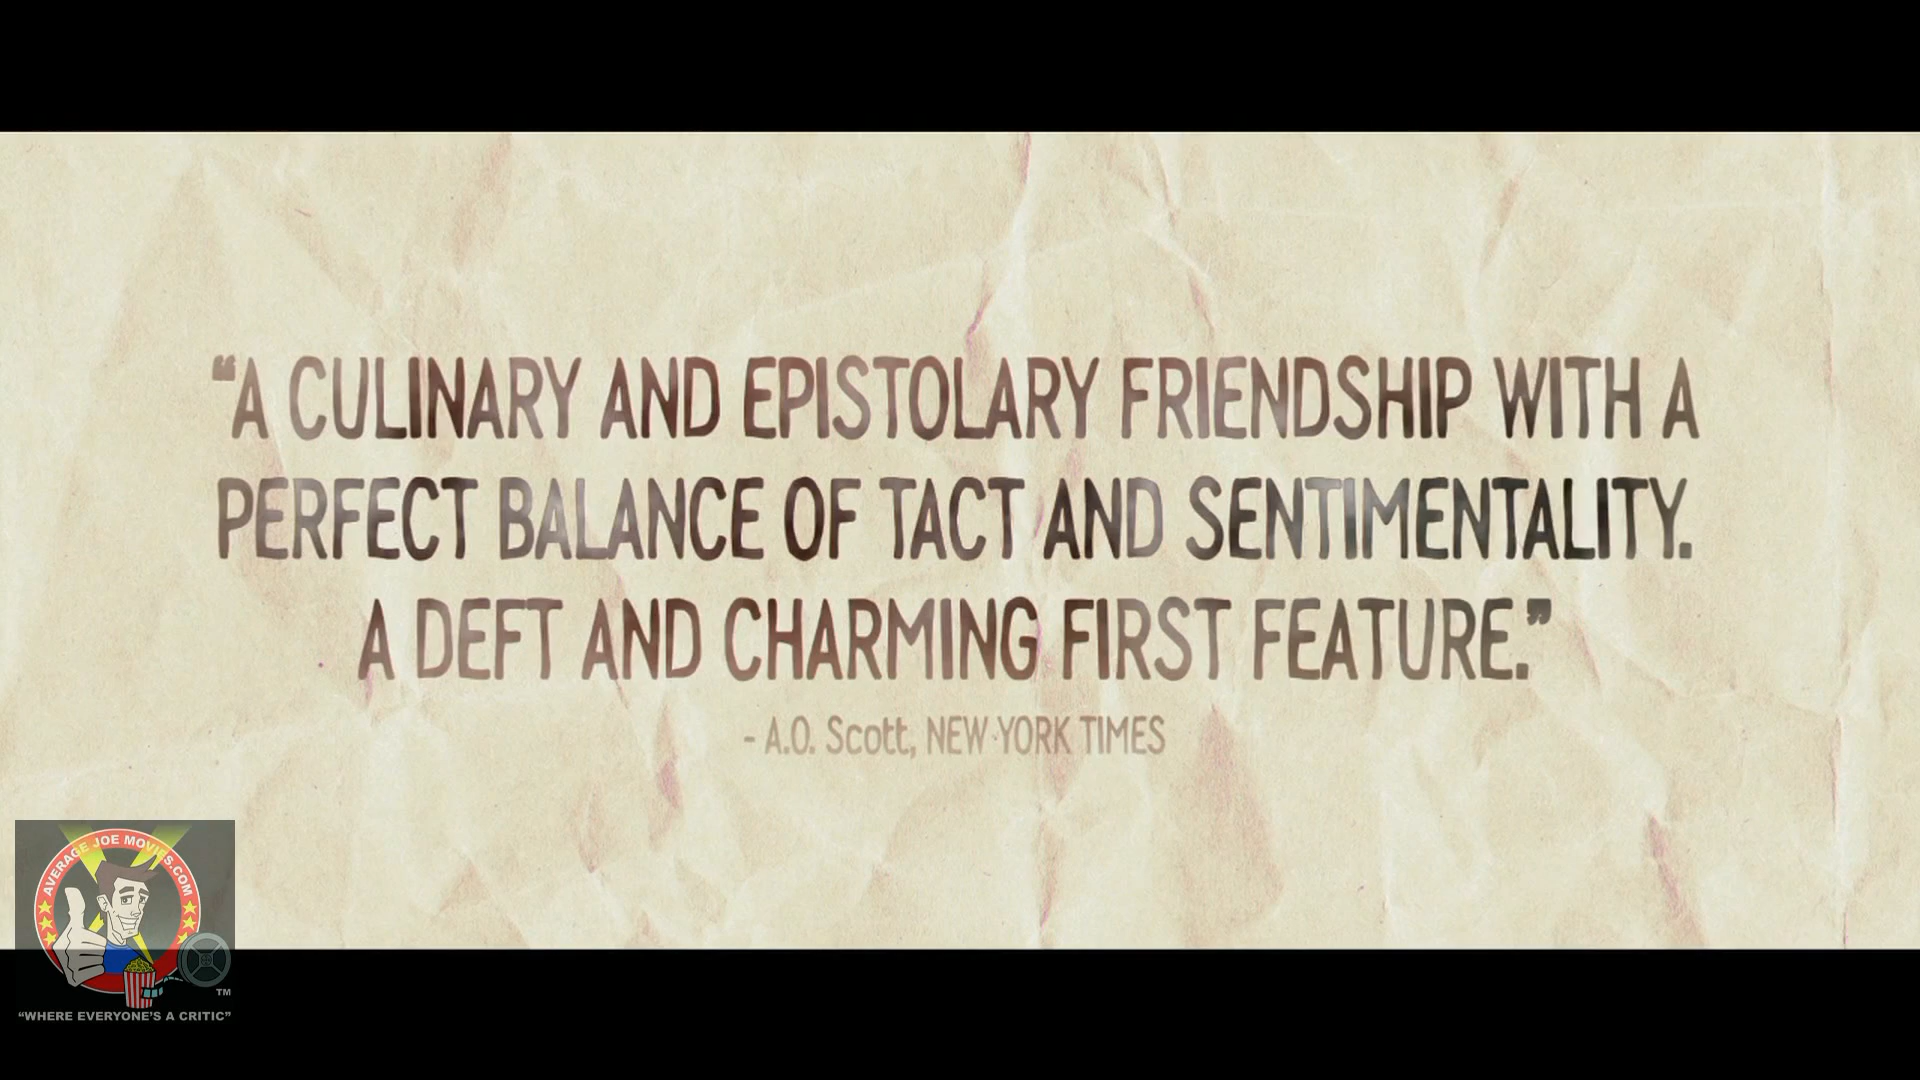 “A CULINARY AND EPISTOLARY FRIENDSHIP WITH A
PERFECT BALANCE OF TACT AND SENTIMENTALITY.
A DEFT AND CHARMING FIRST FEATURE.”
- A.O. Scott, NEW YORK TIMES
AVERAGE JOE MOVIES.COM
TM
“WHERE EVERYONE’S A CRITIC”